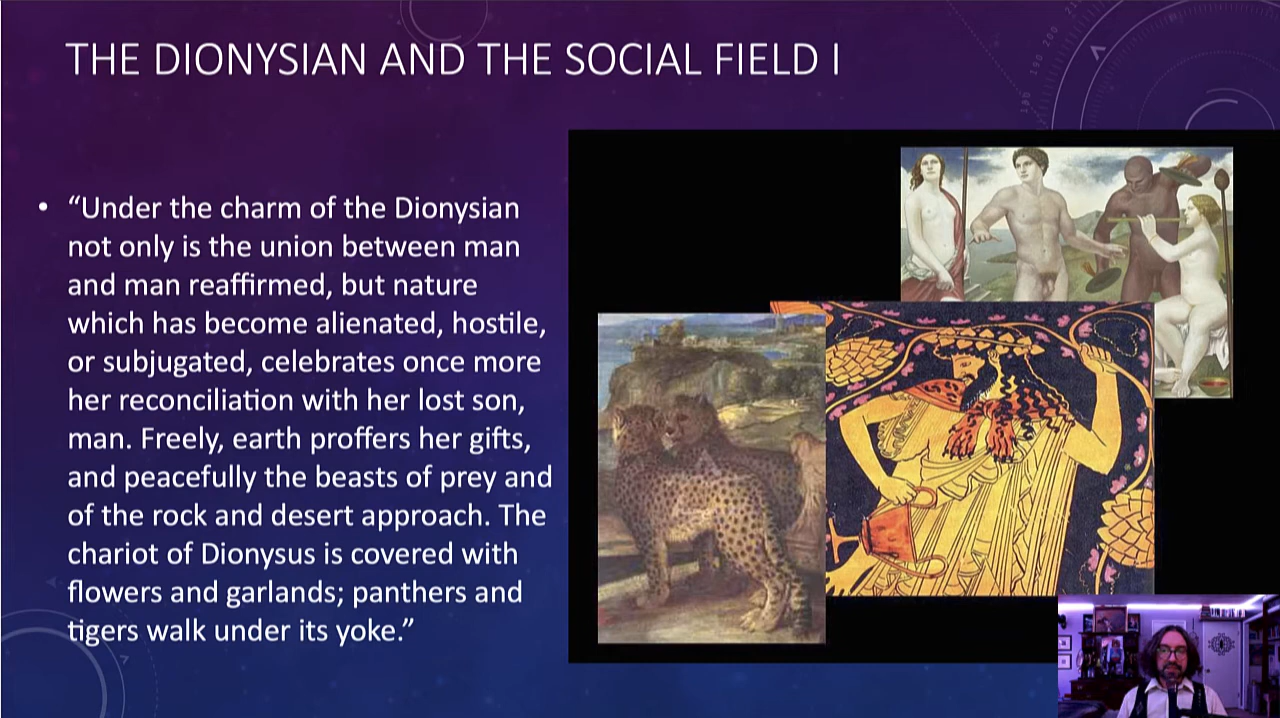 THE DIONYSIAN AND THE SOCIAL FIELD I
• “Under the charm of the Dionysian
not only is the union between man
and man reaffirmed, but nature
which has become alienated, hostile,
or subjugated, celebrates once more
her reconciliation with her lost son,
man. Freely, earth proffers her gifts,
and peacefully the beasts of prey and
of the rock and desert approach. The
chariot of Dionysus is covered with
flowers and garlands; panthers and
tigers walk under its yoke.”